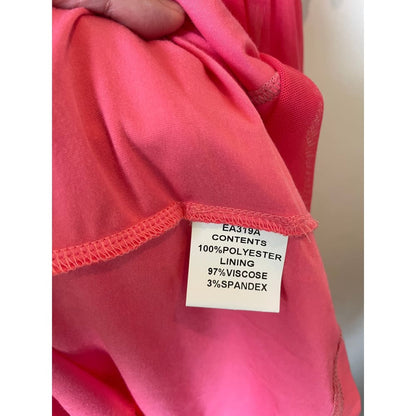 EA319A
CONTENTS
100%POLYESTER
LINING
97%VISCOSE
3%SPANDEX